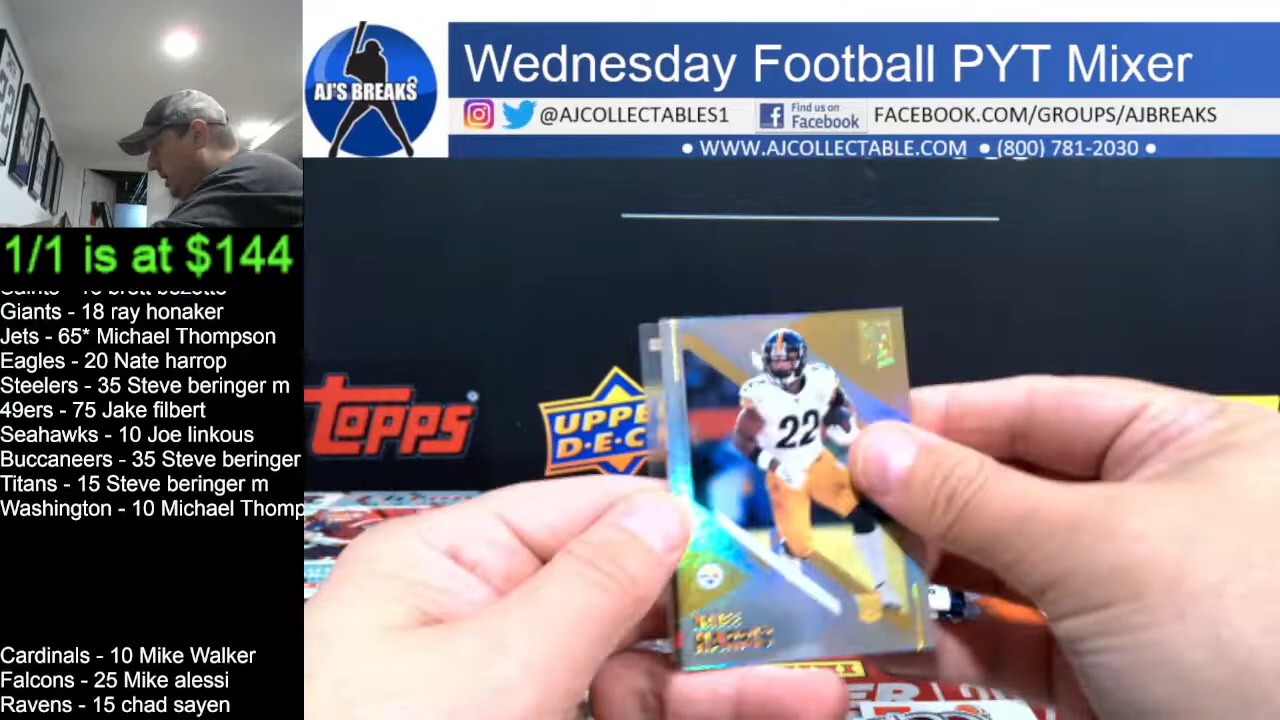 AJ'S BREAKS
Wednesday Football PYT Mixer
@AJCOLLECTABLES1
Find us on
Facebook
FACEBOOK.COM/GROUPS/AJBREAKS
• WWW.AJCOLLECTABLE.COM • (800) 781-2030 •
1/1 is at $144
Giants - 18 ray honaker
Jets - 65* Michael Thompson
Eagles - 20 Nate harrop
Steelers - 35 Steve beringer m
49ers - 75 Jake filbert
Seahawks - 10 Joe linkous
Buccaneers - 35 Steve beringer
Titans - 15 Steve beringer m
Washington - 10 Michael Thomp
Cardinals - 10 Mike Walker
Falcons - 25 Mike alessi
Ravens - 15 chad sayen
TOPPS
UPPE
D·E·C
22